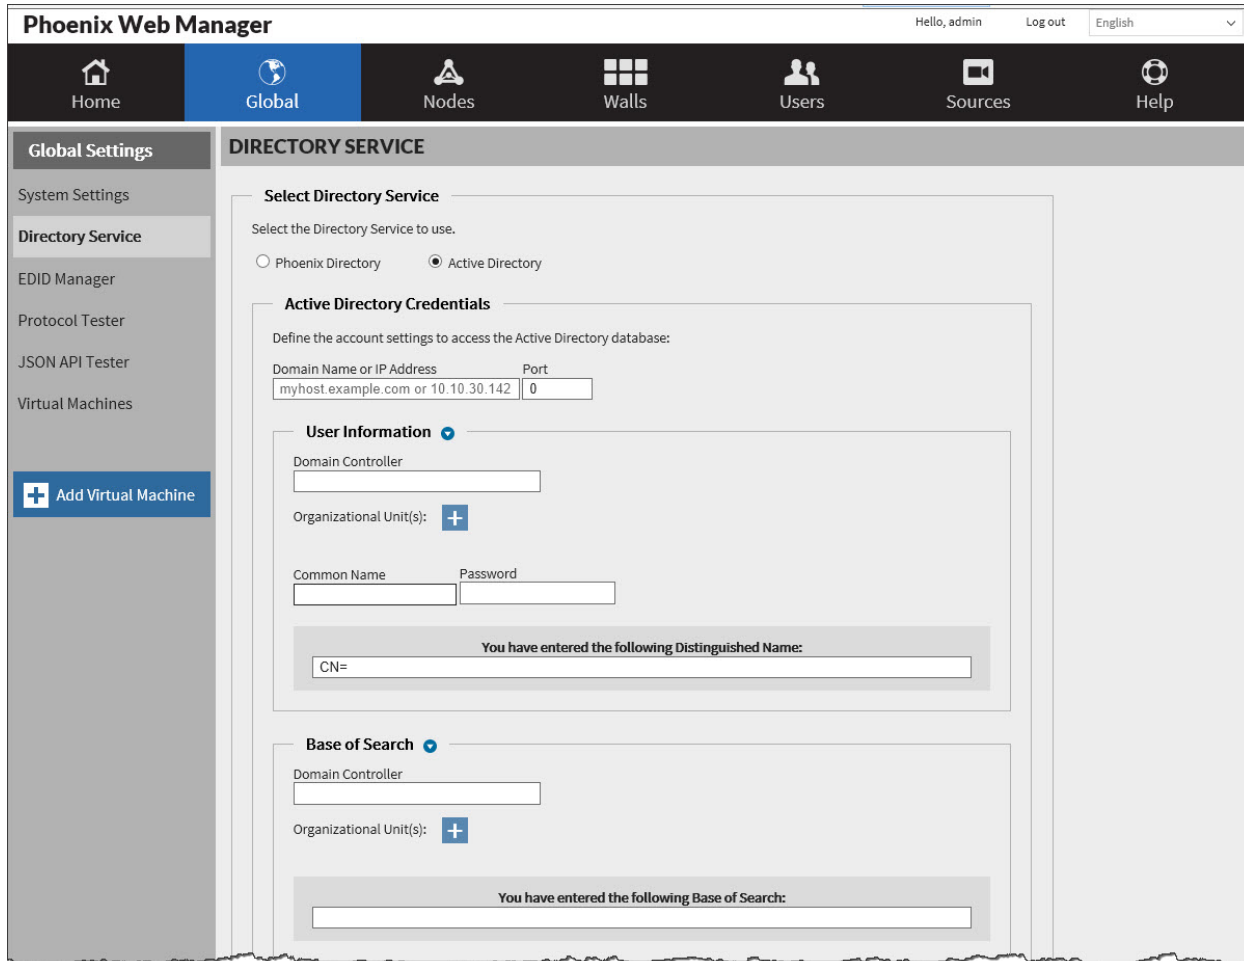 Phoenix Web Manager
Hello, admin Log out English
Home Global Nodes Walls Users Sources Help
Global Settings
System Settings
Directory Service
EDID Manager
Protocol Tester
JSON API Tester
Virtual Machines
Add Virtual Machine
DIRECTORY SERVICE
Select Directory Service
Select the Directory Service to use.
Phoenix Directory Active Directory
Active Directory Credentials
Define the account settings to access the Active Directory database:
Domain Name or IP Address Port
myhost.example.com or 10.10.30.142 0
User Information
Domain Controller
Organizational Unit(s):
Common Name Password
You have entered the following Distinguished Name:
CN=
Base of Search
Domain Controller
Organizational Unit(s):
You have entered the following Base of Search: